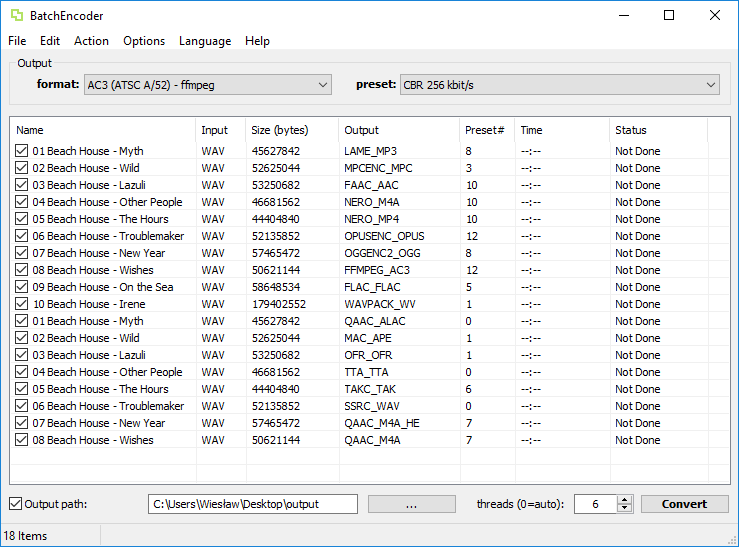 BatchEncoder
File Edit Action Options Language Help
Output
format: AC3 (ATSC A/52) - ffmpeg preset: CBR 256 kbit/s
Name Input Size (bytes) Output Preset# Time Status
01 Beach House - Myth WAV 45627842 LAME_MP3 8 --:-- Not Done
02 Beach House - Wild WAV 52625044 MPCENC_MPC 3 --:-- Not Done
03 Beach House - Lazuli WAV 53250682 FAAC_AAC 10 --:-- Not Done
04 Beach House - Other People WAV 46681562 NERO_M4A 10 --:-- Not Done
05 Beach House - The Hours WAV 44404840 NERO_MP4 10 --:-- Not Done
06 Beach House - Troublemaker WAV 52135852 OPUSENC_OPUS 12 --:-- Not Done
07 Beach House - New Year WAV 57465472 OGGENC2_OGG 8 --:-- Not Done
08 Beach House - Wishes WAV 50621144 FFMPEG_AC3 12 --:-- Not Done
09 Beach House - On the Sea WAV 58648534 FLAC_FLAC 5 --:-- Not Done
10 Beach House - Irene WAV 179402552 WAVPACK_WV 1 --:-- Not Done
01 Beach House - Myth WAV 45627842 QAAC_ALAC 0 --:-- Not Done
02 Beach House - Wild WAV 52625044 MAC_APE 1 --:-- Not Done
03 Beach House - Lazuli WAV 53250682 OFR_OFR 1 --:-- Not Done
04 Beach House - Other People WAV 46681562 TTA_TTA 0 --:-- Not Done
05 Beach House - The Hours WAV 44404840 TAKC_TAK 6 --:-- Not Done
06 Beach House - Troublemaker WAV 52135852 SSRC_WAV 0 --:-- Not Done
07 Beach House - New Year WAV 57465472 QAAC_M4A_HE 7 --:-- Not Done
08 Beach House - Wishes WAV 50621144 QAAC_M4A 7 --:-- Not Done
Output path: C:\Users\Wiesław\Desktop\output ... threads (0=auto): 6 Convert
18 Items